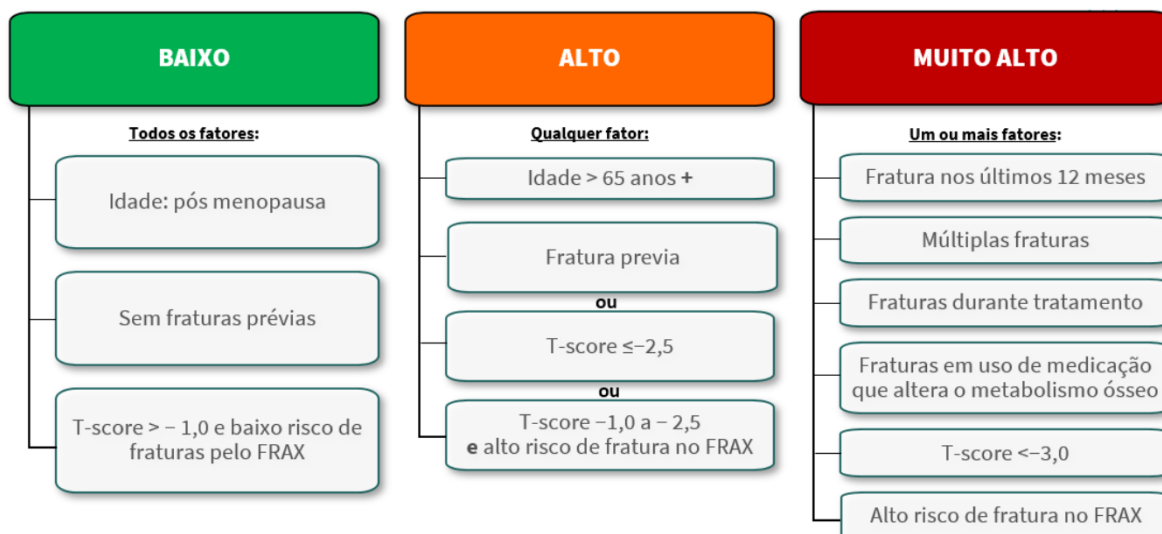 BAIXO
Todos os fatores:
Idade: pós menopausa
Sem fraturas prévias
T-score > − 1,0 e baixo risco de
fraturas pelo FRAX
ALTO
Qualquer fator:
Idade > 65 anos +
Fratura previa
ou
T-score ≤−2,5
ou
T-score −1,0 a − 2,5
e alto risco de fratura no FRAX
MUITO ALTO
Um ou mais fatores:
Fratura nos últimos 12 meses
Múltiplas fraturas
Fraturas durante tratamento
Fraturas em uso de medicação
que altera o metabolismo ósseo
T-score <−3,0
Alto risco de fratura no FRAX